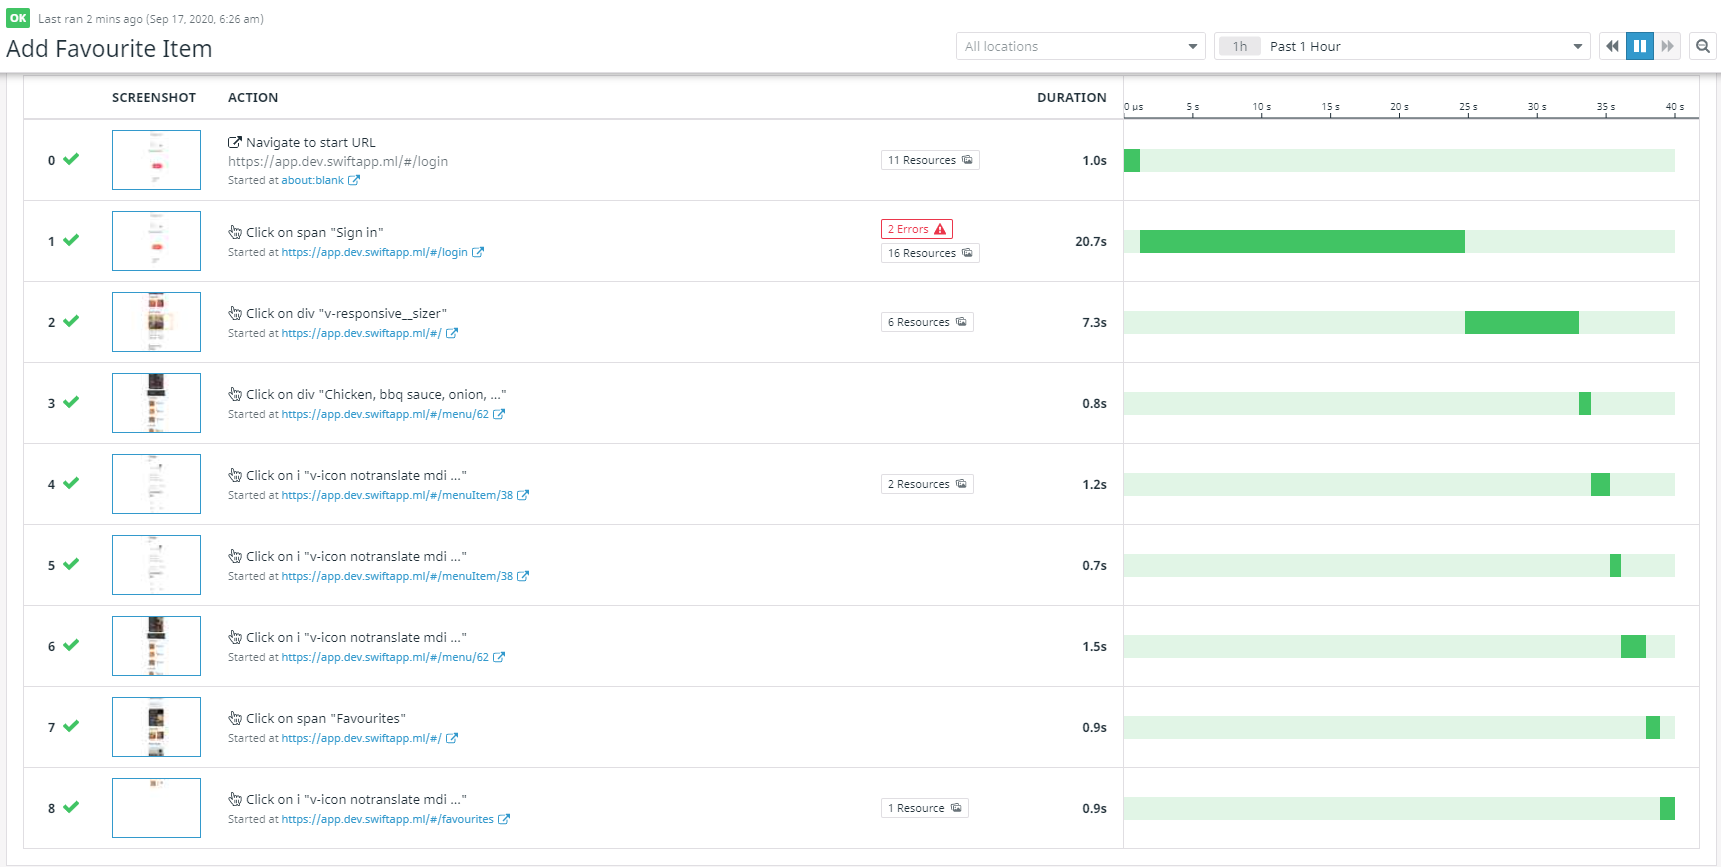 OK Last ran 2 mins ago (Sep 17, 2020, 6:26 am)
Add Favourite Item
All locations
1h Past 1 Hour
SCREENSHOT ACTION DURATION
0 µs 5 s 10 s 15 s 20 s 25 s 30 s 35 s 40 s
0 Navigate to start URL
https://app.dev.swiftapp.ml/#/login
Started at about:blank
11 Resources
1.0s
1 Click on span "Sign in"
Started at https://app.dev.swiftapp.ml/#/login
2 Errors
16 Resources
20.7s
2 Click on div "v-responsive__sizer"
Started at https://app.dev.swiftapp.ml/#/
6 Resources
7.3s
3 Click on div "Chicken, bbq sauce, onion, ..."
Started at https://app.dev.swiftapp.ml/#/menu/62
0.8s
4 Click on i "v-icon notranslate mdi ..."
Started at https://app.dev.swiftapp.ml/#/menuItem/38
2 Resources
1.2s
5 Click on i "v-icon notranslate mdi ..."
Started at https://app.dev.swiftapp.ml/#/menuItem/38
0.7s
6 Click on i "v-icon notranslate mdi ..."
Started at https://app.dev.swiftapp.ml/#/menu/62
1.5s
7 Click on span "Favourites"
Started at https://app.dev.swiftapp.ml/#/
0.9s
8 Click on i "v-icon notranslate mdi ..."
Started at https://app.dev.swiftapp.ml/#/favourites
1 Resource
0.9s